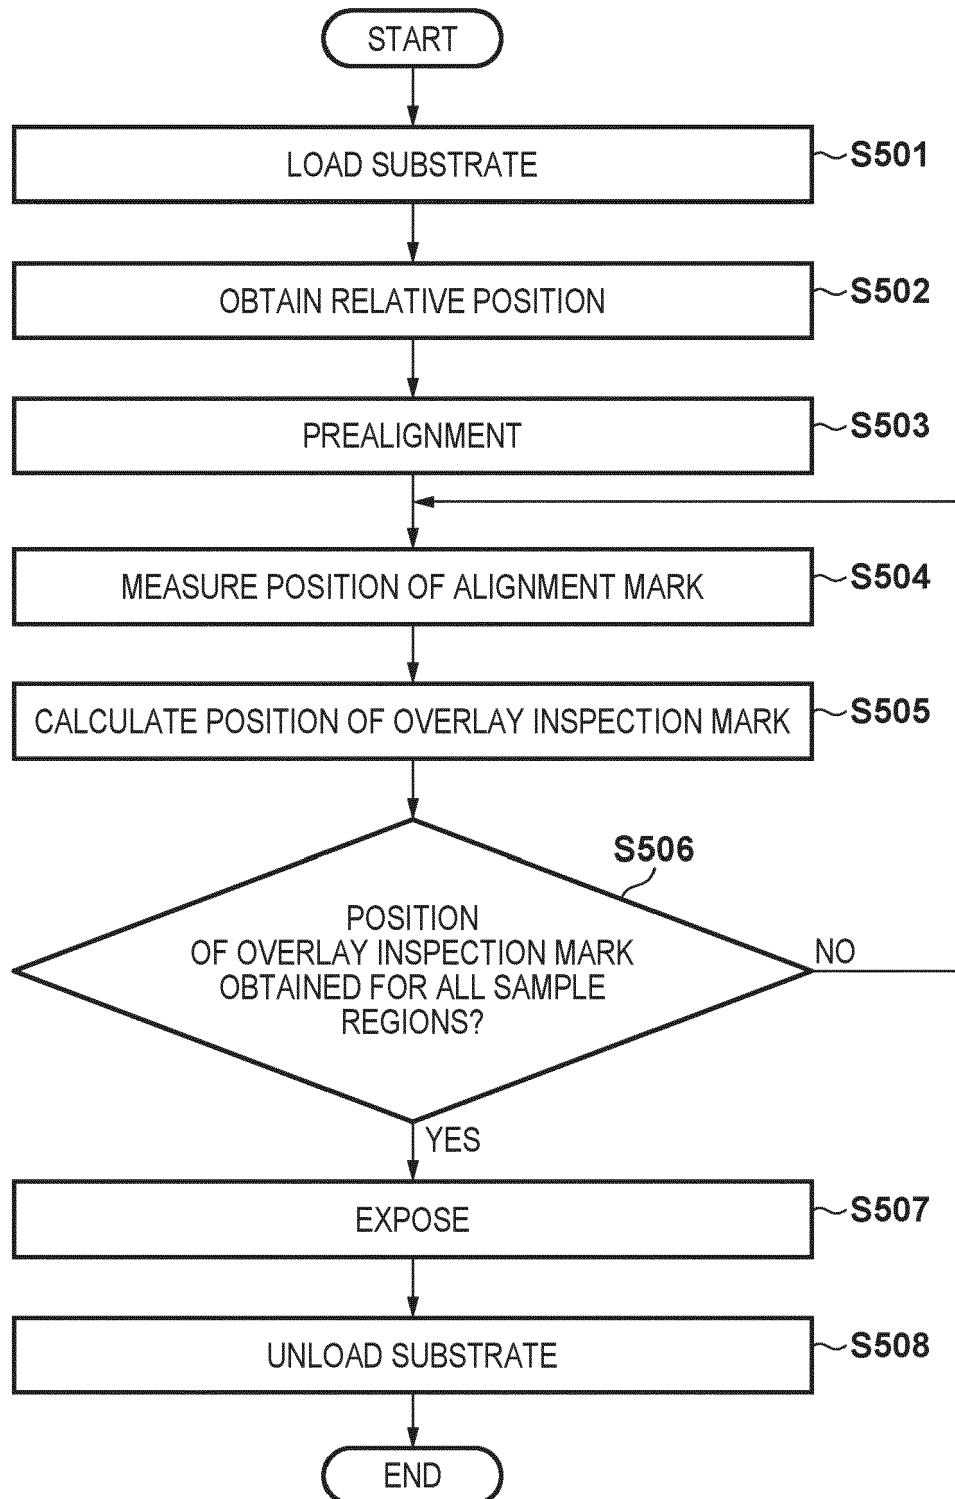 START
LOAD SUBSTRATE
S501
OBTAIN RELATIVE POSITION
S502
PREALIGNMENT
S503
MEASURE POSITION OF ALIGNMENT MARK
S504
CALCULATE POSITION OF OVERLAY INSPECTION MARK
S505
S506
POSITION
OF OVERLAY INSPECTION MARK
OBTAINED FOR ALL SAMPLE
REGIONS?
NO
YES
EXPOSE
S507
UNLOAD SUBSTRATE
S508
END